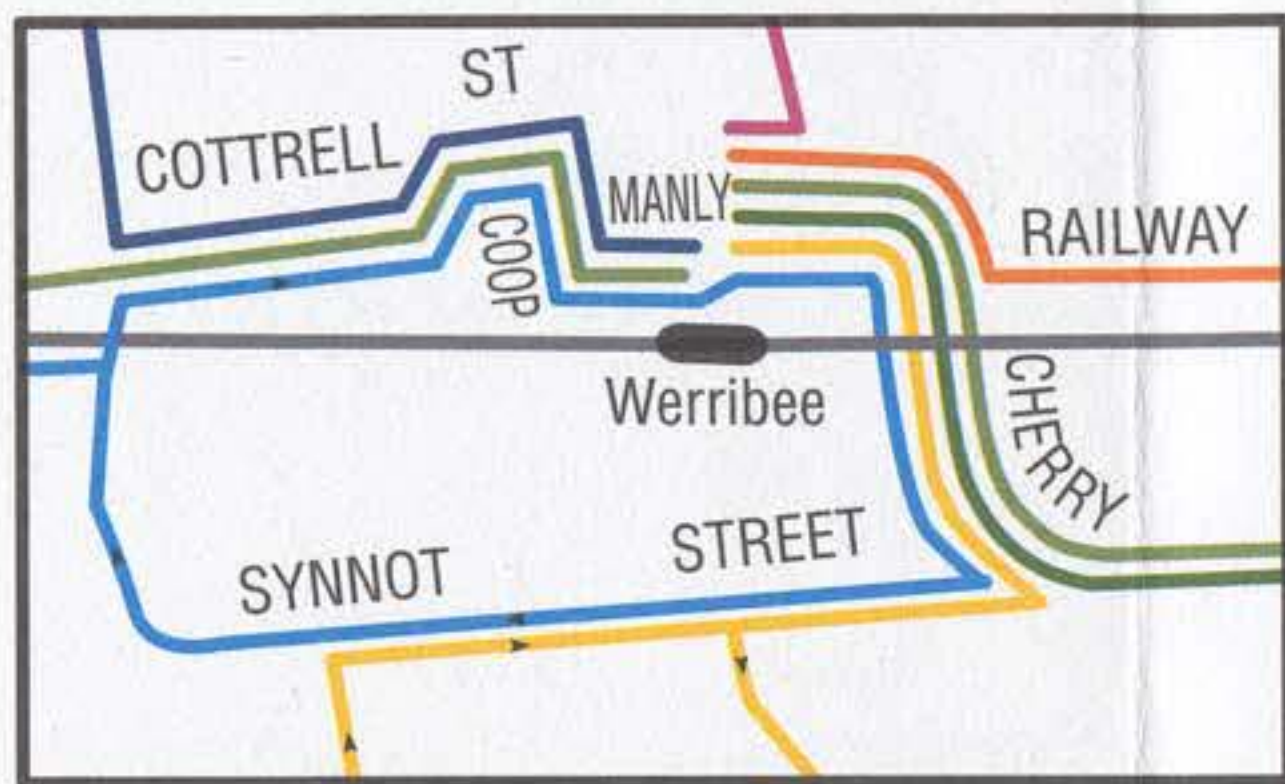 ST
COTTRELL
MANLY
COOP
RAILWAY
Werribee
CHERRY
STREET
SYNNOT